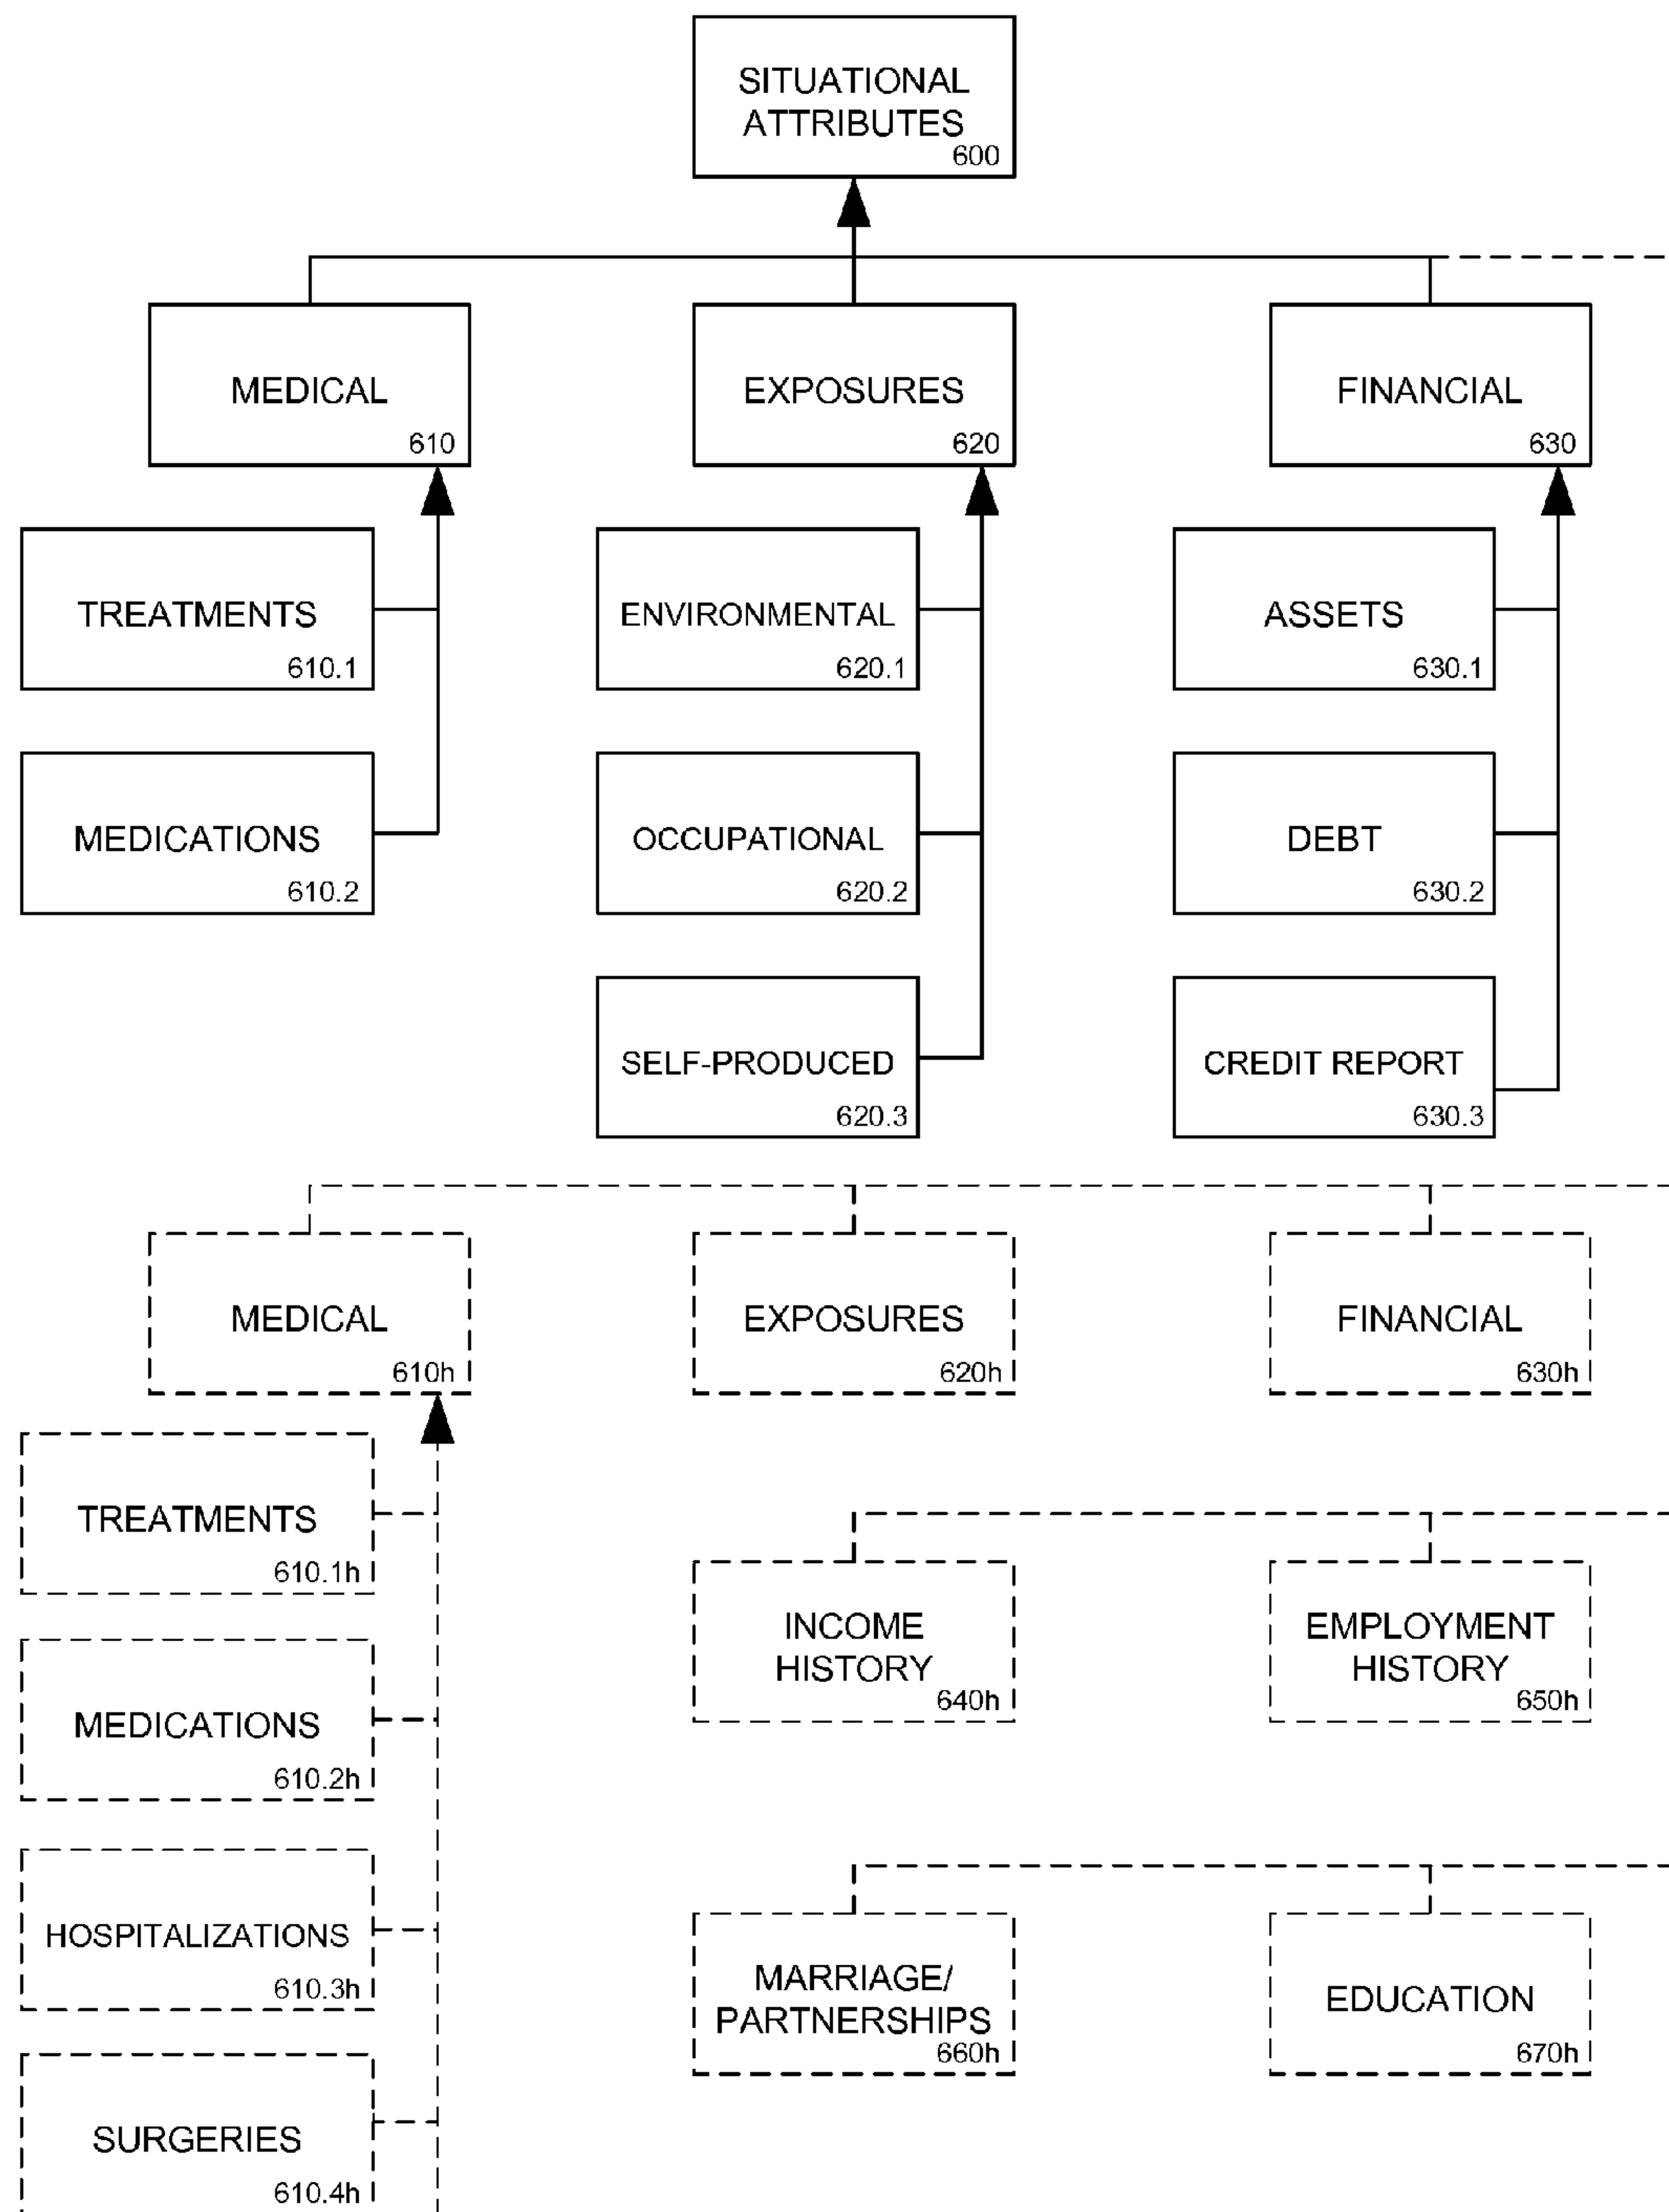 SITUATIONAL
ATTRIBUTES
600
MEDICAL
610
EXPOSURES
620
FINANCIAL
630
TREATMENTS
610.1
ENVIRONMENTAL
620.1
ASSETS
630.1
MEDICATIONS
610.2
OCCUPATIONAL
620.2
DEBT
630.2
SELF-PRODUCED
620.3
CREDIT REPORT
630.3
MEDICAL
610h
EXPOSURES
620h
FINANCIAL
630h
TREATMENTS
610.1h
INCOME
HISTORY
640h
EMPLOYMENT
HISTORY
650h
MEDICATIONS
610.2h
HOSPITALIZATIONS
610.3h
MARRIAGE/
PARTNERSHIPS
660h
EDUCATION
670h
SURGERIES
610.4h